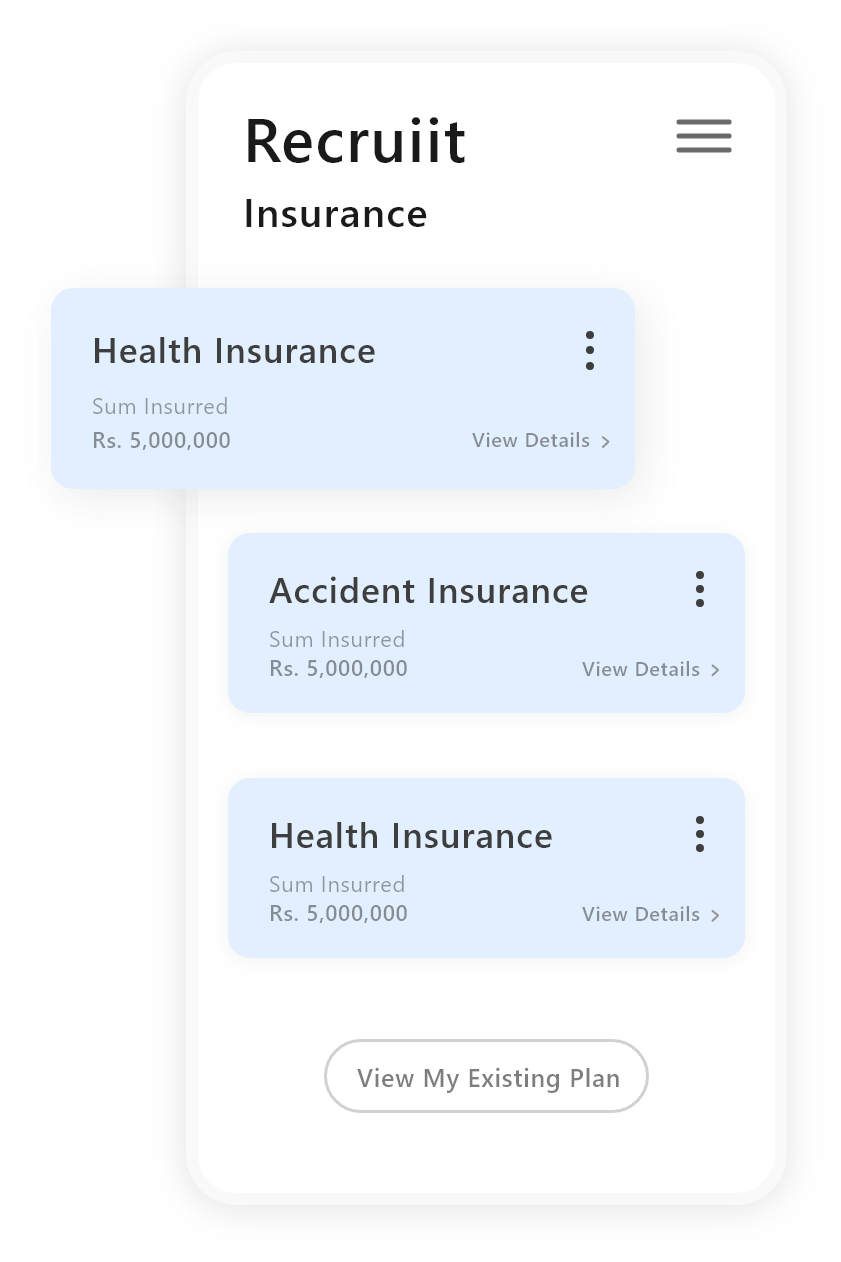 Recruiit
Insurance
Health Insurance
Sum Insurred
Rs. 5,000,000
View Details >
Accident Insurance
Sum Insurred
Rs. 5,000,000
View Details >
Health Insurance
Sum Insurred
Rs. 5,000,000
View Details >
View My Existing Plan